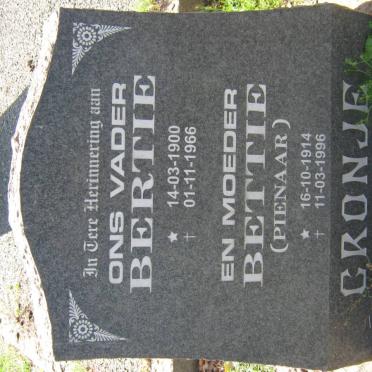 In Tere Herinnering aan
ONS VADER
BERTIE
★ 14-03-1900
† 01-11-1966
EN MOEDER
BETTIE
(PIENAAR)
★ 16-10-1914
† 11-03-1996
CRONJE